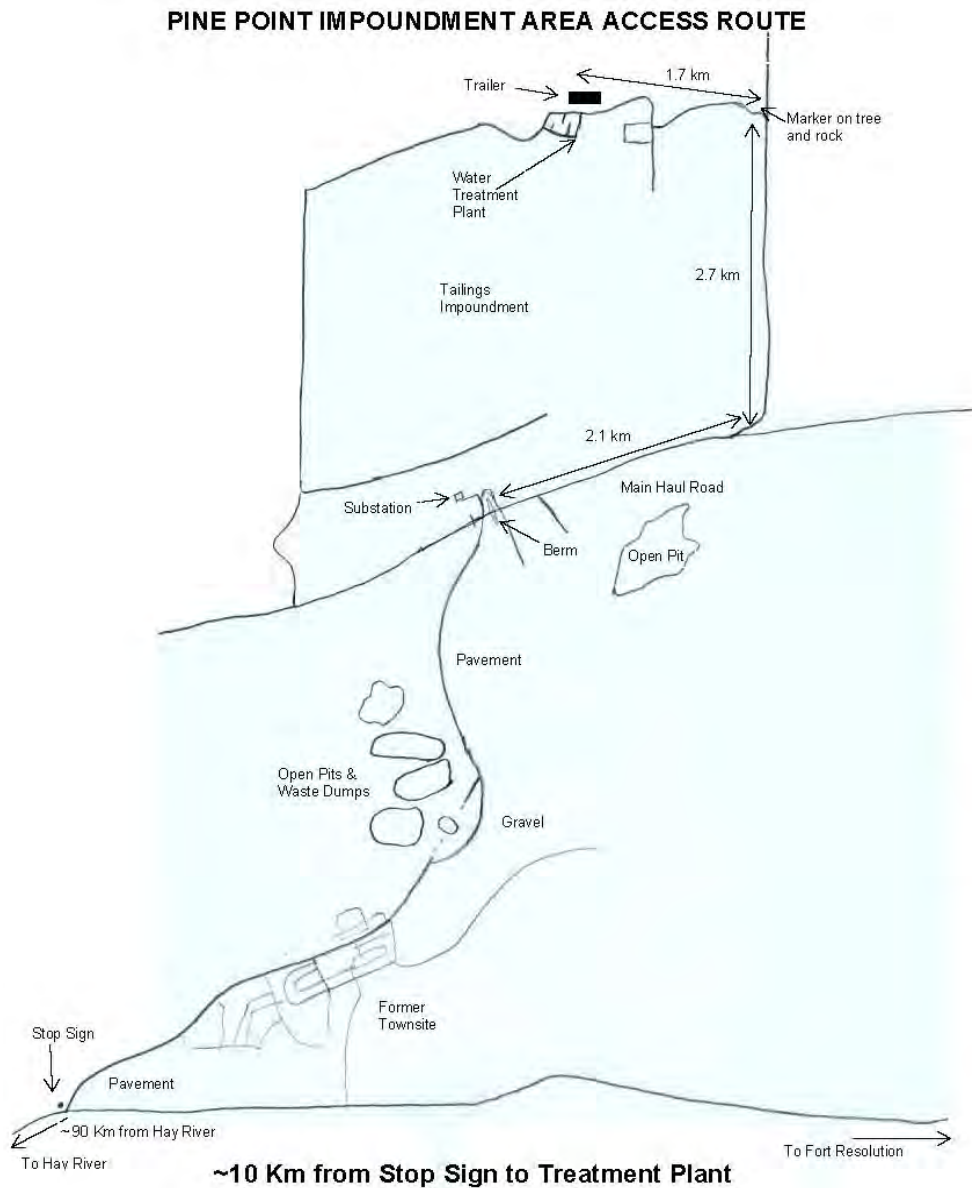 PINE POINT IMPOUNDMENT AREA ACCESS ROUTE
1.7 km
Trailer
Marker on tree
and rock
Water
Treatment
Plant
2.7 km
Tailings
Impoundment
2.1 km
Main Haul Road
Substation
Berm
Open Pit
Pavement
Open Pits &
Waste Dumps
Gravel
Former
Townsite
Stop Sign
Pavement
~90 Km from Hay River
To Hay River
To Fort Resolution
~10 Km from Stop Sign to Treatment Plant